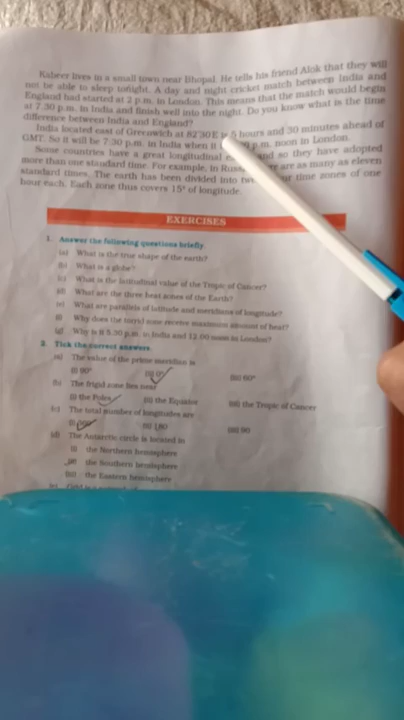 Kabeer lives in a small town near Bhopal. He tells his friend Alok that they will
not be able to sleep tonight. A day and night cricket match between India and
England had started at 2 p.m. in London. This means that the match would begin
at 7.30 p.m. in India and finish well into the night. Do you know what is the time
difference between India and England?
India located east of Greenwich at 82°30'E is 5 hours and 30 minutes ahead of
GMT. So it will be 7:30 p.m. in India when it p.m. noon in London.
Some countries have a great longitudinal and so they have adopted
more than one standard time. For example, in are as many as eleven
standard times. The earth has been divided into time zones of one
hour each. Each zone thus covers 15° of longitude.
EXERCISES
1. Answer the following questions briefly.
(a) What is the true shape of the earth?
(b) What is a globe?
(c) What is the latitudinal value of the Tropic of Cancer?
(d) What are the three heat zones of the Earth?
(e) What are parallels of latitude and meridians of longitude?
(f) Why does the torrid zone receive maximum amount of heat?
(g) Why is it 5.30 p.m. in India and 12.00 noon in London?
2. Tick the correct answers.
(a) The value of the prime meridian is
(i) 90° (ii) 0° (iii) 60°
(b) The frigid zone lies near
(i) the Poles (ii) the Equator (iii) the Tropic of Cancer
(c) The total number of longitudes are
(i) 360 (ii) 180 (iii) 90
(d) The Antarctic circle is located in
(i) the Northern hemisphere
(ii) the Southern hemisphere
(iii) the Eastern hemisphere